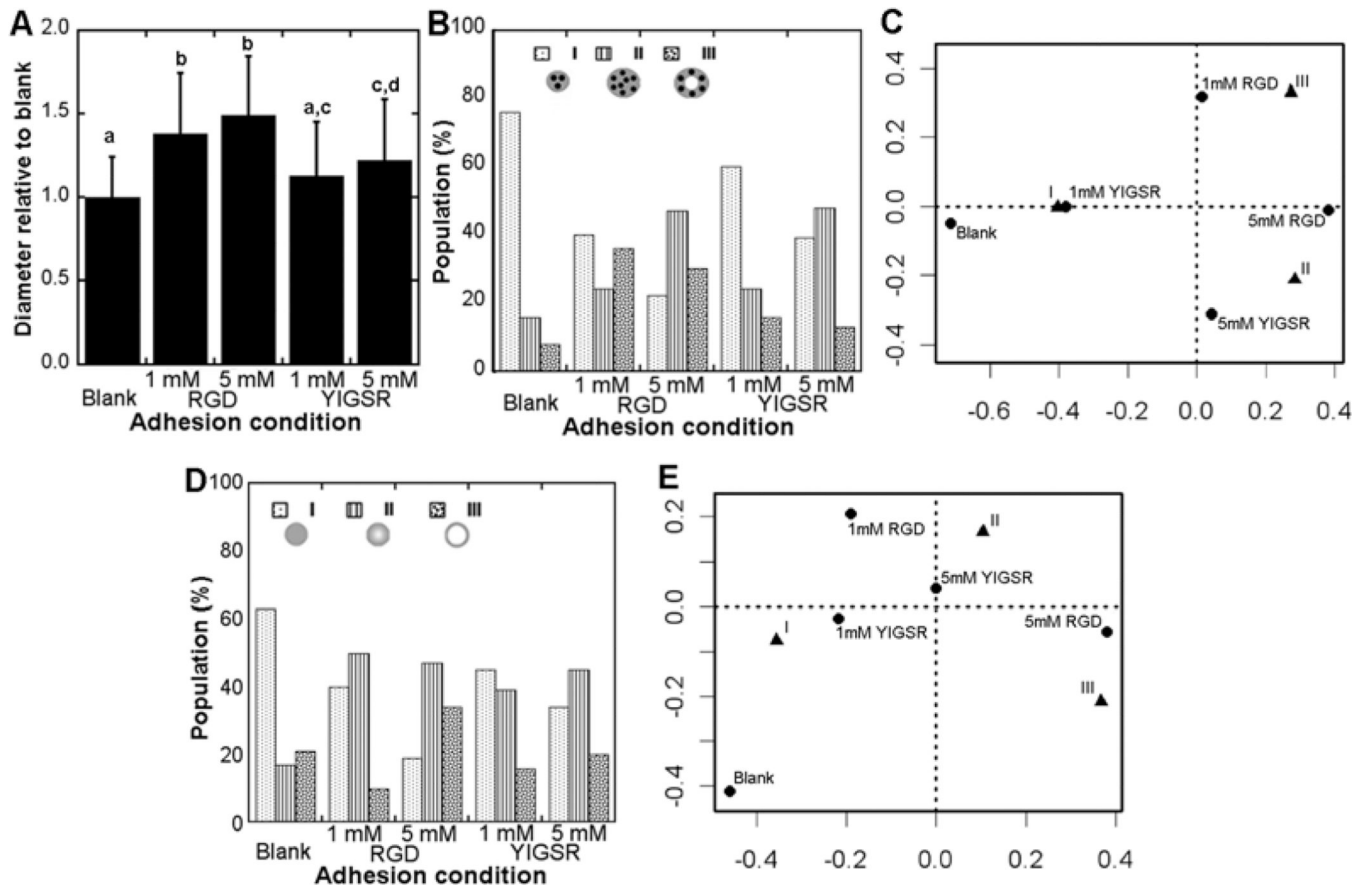 A
Diameter relative to blank
2.0
1.5
1.0
0.5
0.0
a
b
b
a,c
c,d
1 mM 5 mM 1 mM 5 mM
Blank RGD YIGSR
Adhesion condition
B
Population (%)
100
80
60
40
20
0
I II III
1 mM 5 mM 1 mM 5 mM
Blank RGD YIGSR
Adhesion condition
C
0.4
0.2
0.0
-0.2
-0.4
1mM RGD
III
I
1mM YIGSR
Blank
5mM RGD
II
5mM YIGSR
-0.6 -0.4 -0.2 0.0 0.2 0.4
D
Population (%)
100
80
60
40
20
0
I II III
1 mM 5 mM 1 mM 5 mM
Blank RGD YIGSR
Adhesion condition
E
0.2
0.0
-0.2
-0.4
1mM RGD
II
5mM YIGSR
I
1mM YIGSR
5mM RGD
III
Blank
-0.4 -0.2 0.0 0.2 0.4